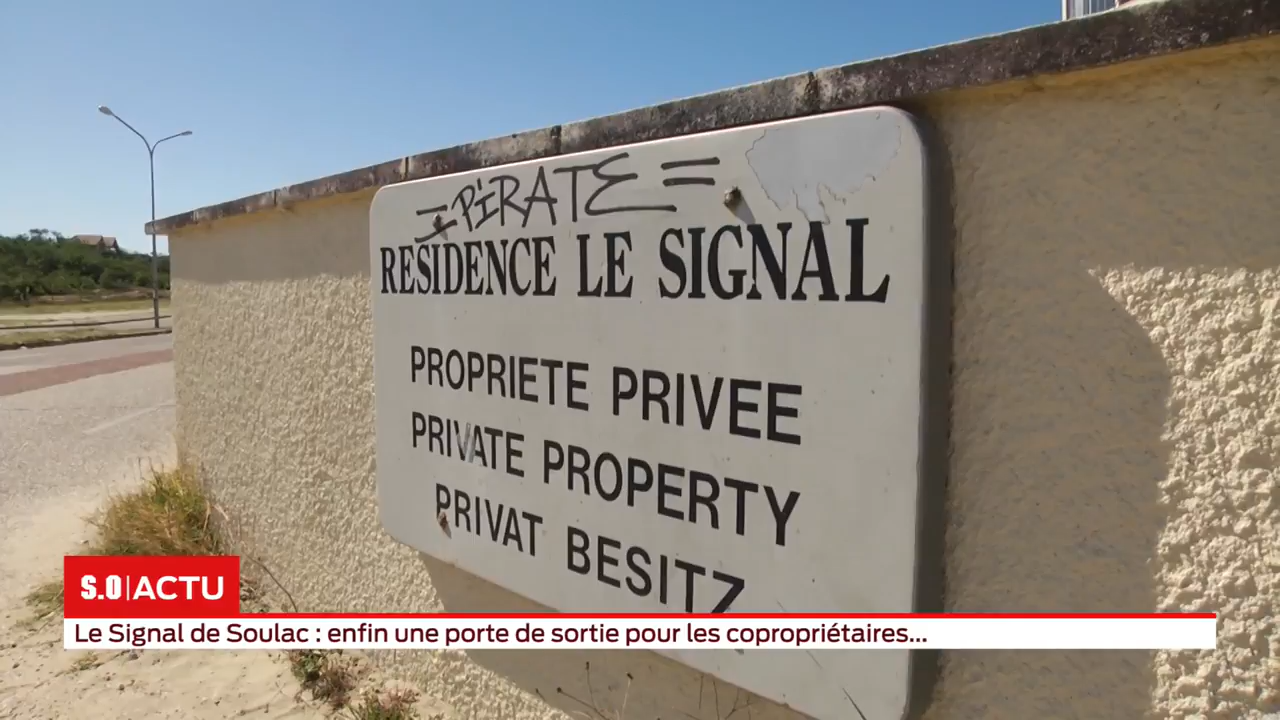 =PIRATE=
RESIDENCE LE SIGNAL
PROPRIETE PRIVEE
PRIVATE PROPERTY
PRIVAT BESITZ
S.O|ACTU
Le Signal de Soulac : enfin une porte de sortie pour les copropriétaires...